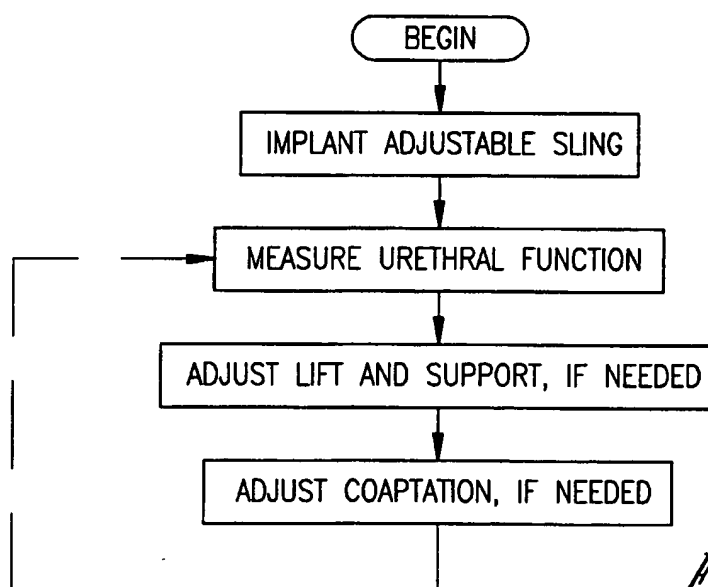 BEGIN
IMPLANT ADJUSTABLE SLING
MEASURE URETHRAL FUNCTION
ADJUST LIFT AND SUPPORT, IF NEEDED
ADJUST COAPTATION, IF NEEDED